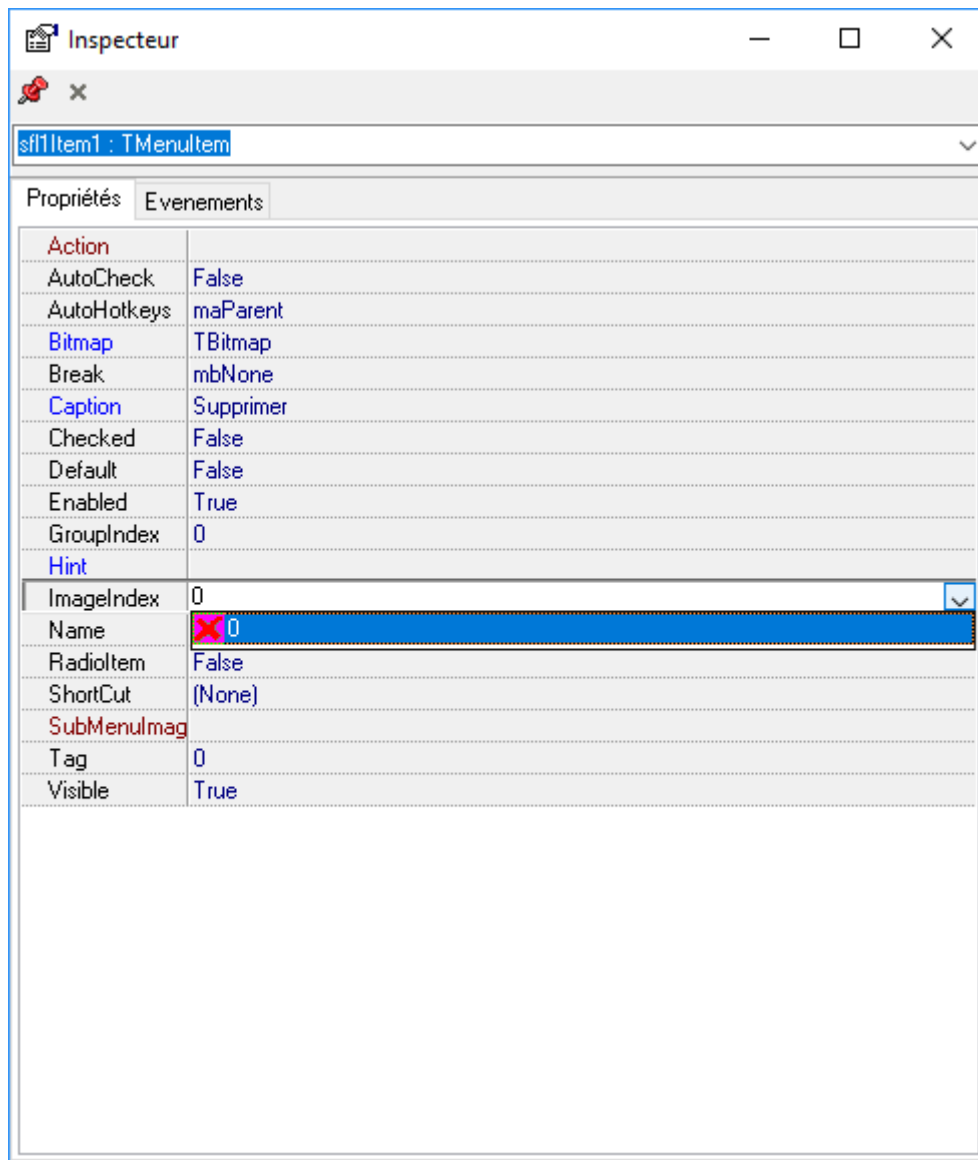 Inspecteur
sfl1Item1 : TMenuItem
Propriétés Evenements
Action
AutoCheck False
AutoHotkeys maParent
Bitmap TBitmap
Break mbNone
Caption Supprimer
Checked False
Default False
Enabled True
GroupIndex 0
Hint
ImageIndex 0
Name 0
RadioItem False
ShortCut (None)
SubMenuImag
Tag 0
Visible True